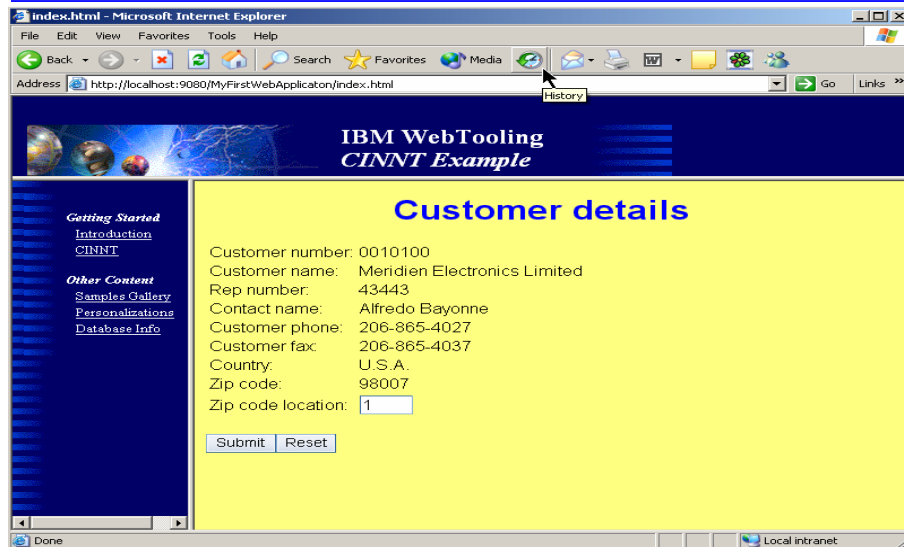 index.html - Microsoft Internet Explorer
File Edit View Favorites Tools Help
Back Search Favorites Media
Address http://localhost:9080/MyFirstWebApplicaton/index.html Go Links »
History
IBM WebTooling
CINNT Example
Getting Started
Introduction
CINNT
Other Content
Samples Gallery
Personalizations
Database Info
Customer details
Customer number: 0010100
Customer name: Meridien Electronics Limited
Rep number: 43443
Contact name: Alfredo Bayonne
Customer phone: 206-865-4027
Customer fax: 206-865-4037
Country: U.S.A.
Zip code: 98007
Zip code location: 1
Submit Reset
Done Local intranet